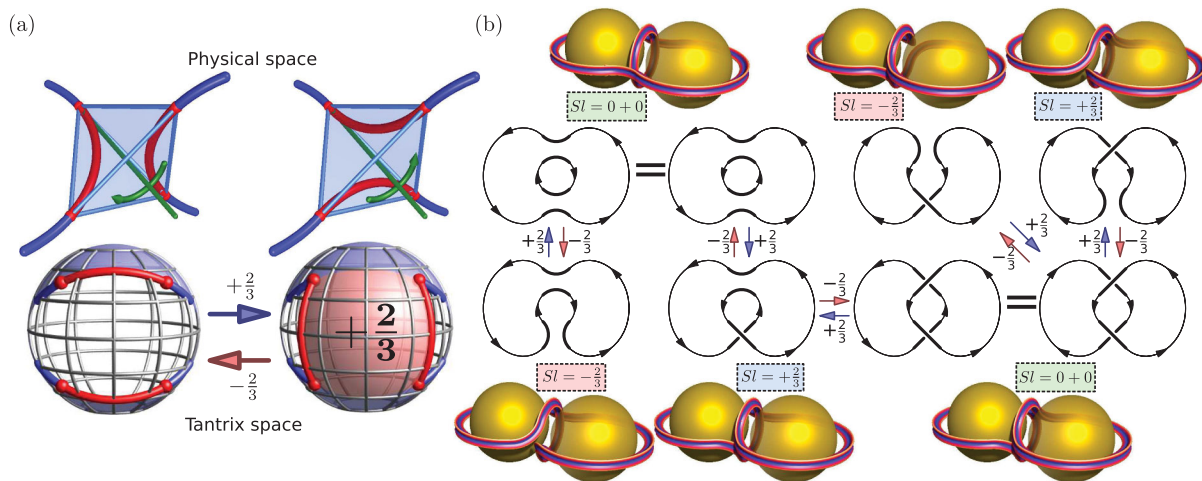 (a)
Physical space
+2/3
−2/3
+2/3
Tantrix space
(b)
Sl = 0 + 0
Sl = −2/3
Sl = +2/3
+2/3
−2/3
−2/3
+2/3
+2/3
−2/3
+2/3
−2/3
−2/3
+2/3
Sl = −2/3
Sl = +2/3
Sl = 0 + 0